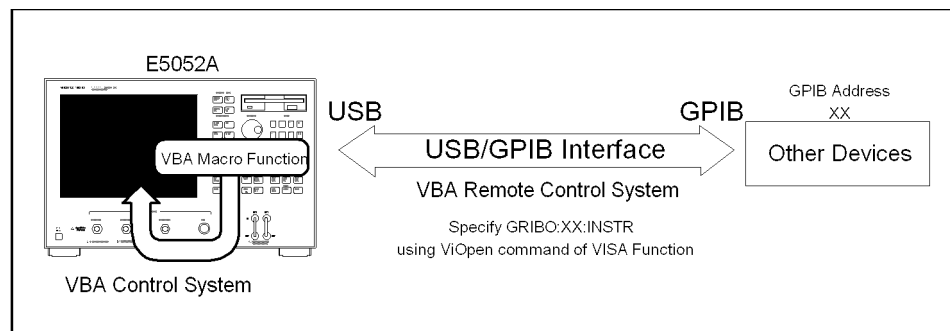 E5052A
USB
GPIB
GPIB Address
XX
VBA Macro Function
USB/GPIB Interface
Other Devices
VBA Remote Control System
Specify GRIBO:XX:INSTR
using ViOpen command of VISA Function
VBA Control System